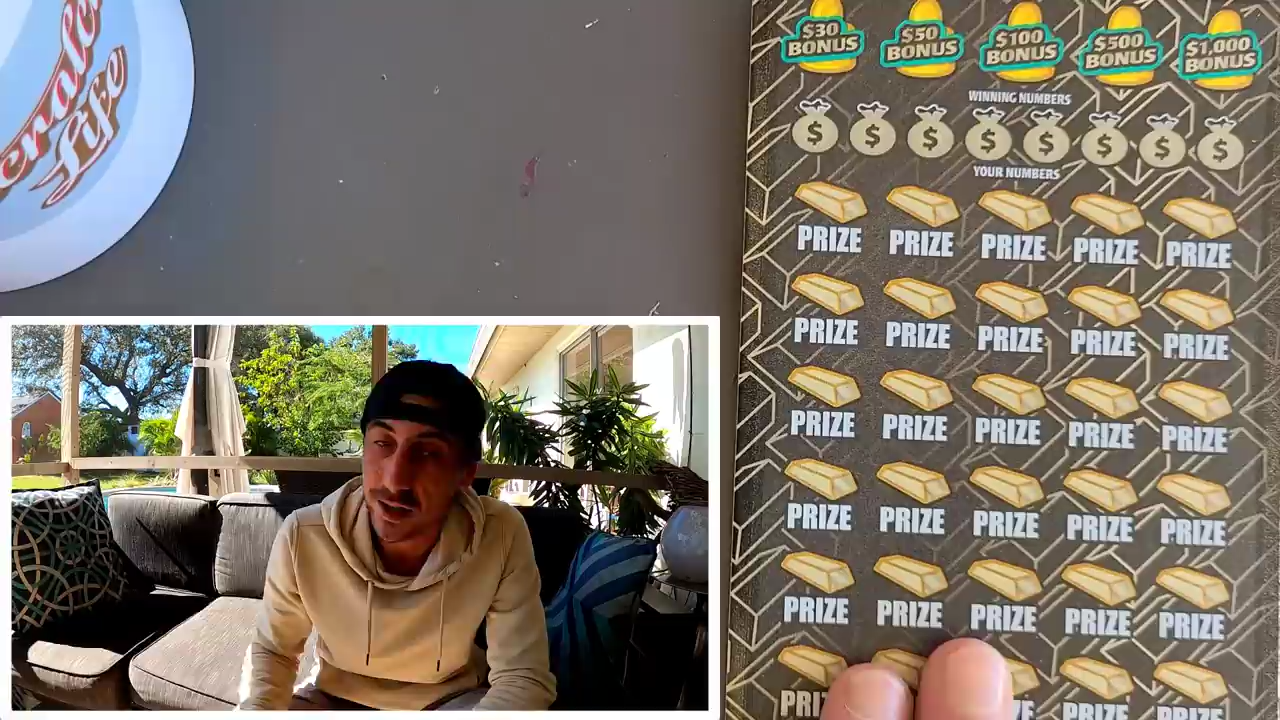 Life
$30 BONUS $50 BONUS $100 BONUS $500 BONUS $1,000 BONUS
WINNING NUMBERS
$ $ $ $ $ $ $ $
YOUR NUMBERS
PRIZE PRIZE PRIZE PRIZE PRIZE
PRIZE PRIZE PRIZE PRIZE PRIZE
PRIZE PRIZE PRIZE PRIZE PRIZE
PRIZE PRIZE PRIZE PRIZE PRIZE
PRIZE PRIZE PRIZE PRIZE PRIZE
PRIZE PRIZE